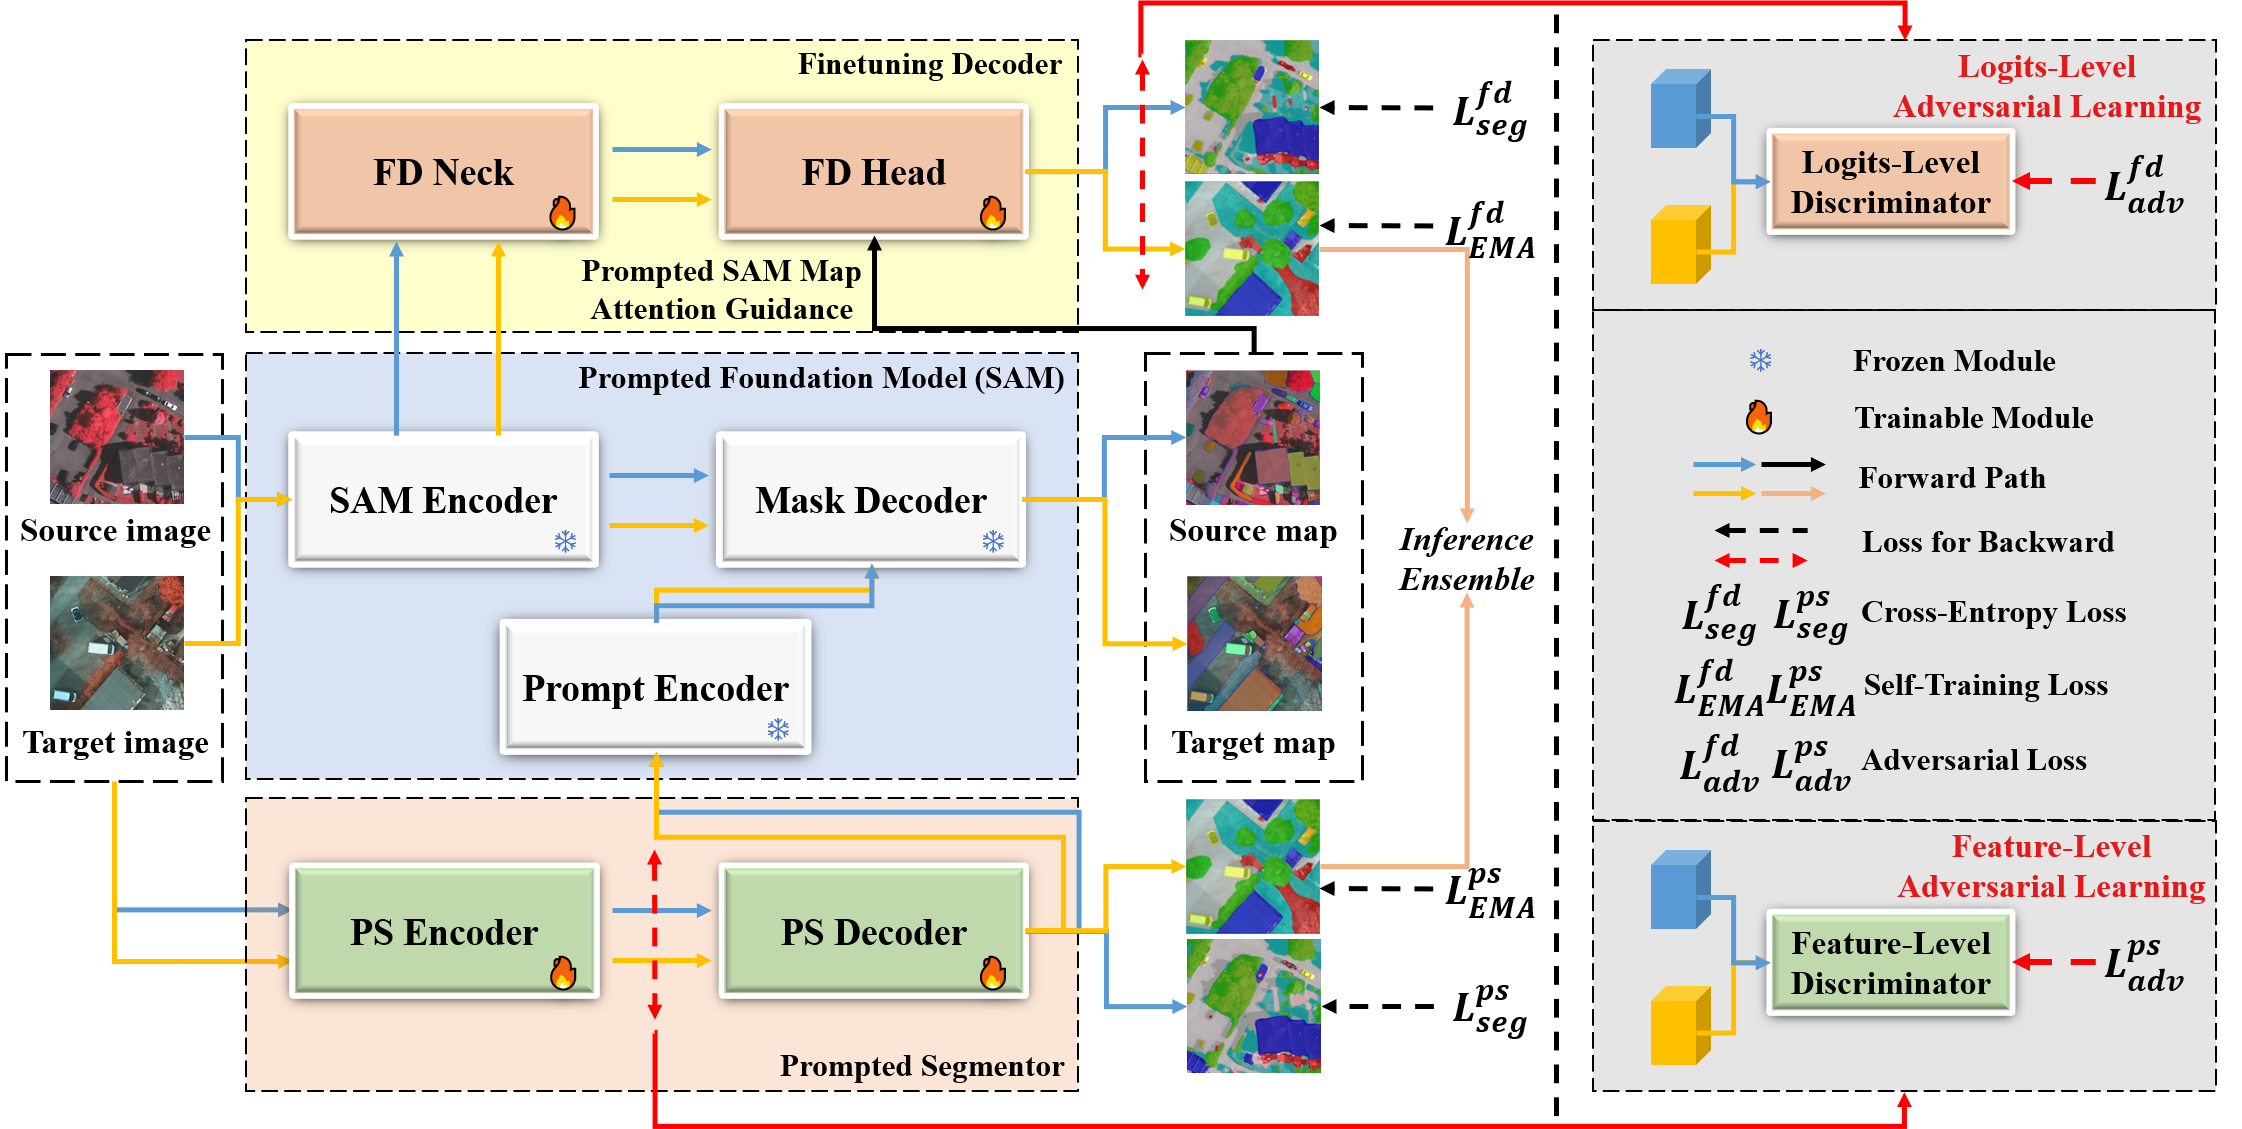 Finetuning Decoder
FD Neck
FD Head
Prompted SAM Map
Attention Guidance
L_{seg}^{fd}
L_{EMA}^{fd}
Source image
Target image
Prompted Foundation Model (SAM)
SAM Encoder
Mask Decoder
Prompt Encoder
Source map
Target map
Inference
Ensemble
PS Encoder
PS Decoder
Prompted Segmentor
L_{EMA}^{ps}
L_{seg}^{ps}
Logits-Level
Adversarial Learning
Logits-Level
Discriminator
L_{adv}^{fd}
Frozen Module
Trainable Module
Forward Path
Loss for Backward
L_{seg}^{fd} L_{seg}^{ps} Cross-Entropy Loss
L_{EMA}^{fd} L_{EMA}^{ps} Self-Training Loss
L_{adv}^{fd} L_{adv}^{ps} Adversarial Loss
Feature-Level
Adversarial Learning
Feature-Level
Discriminator
L_{adv}^{ps}